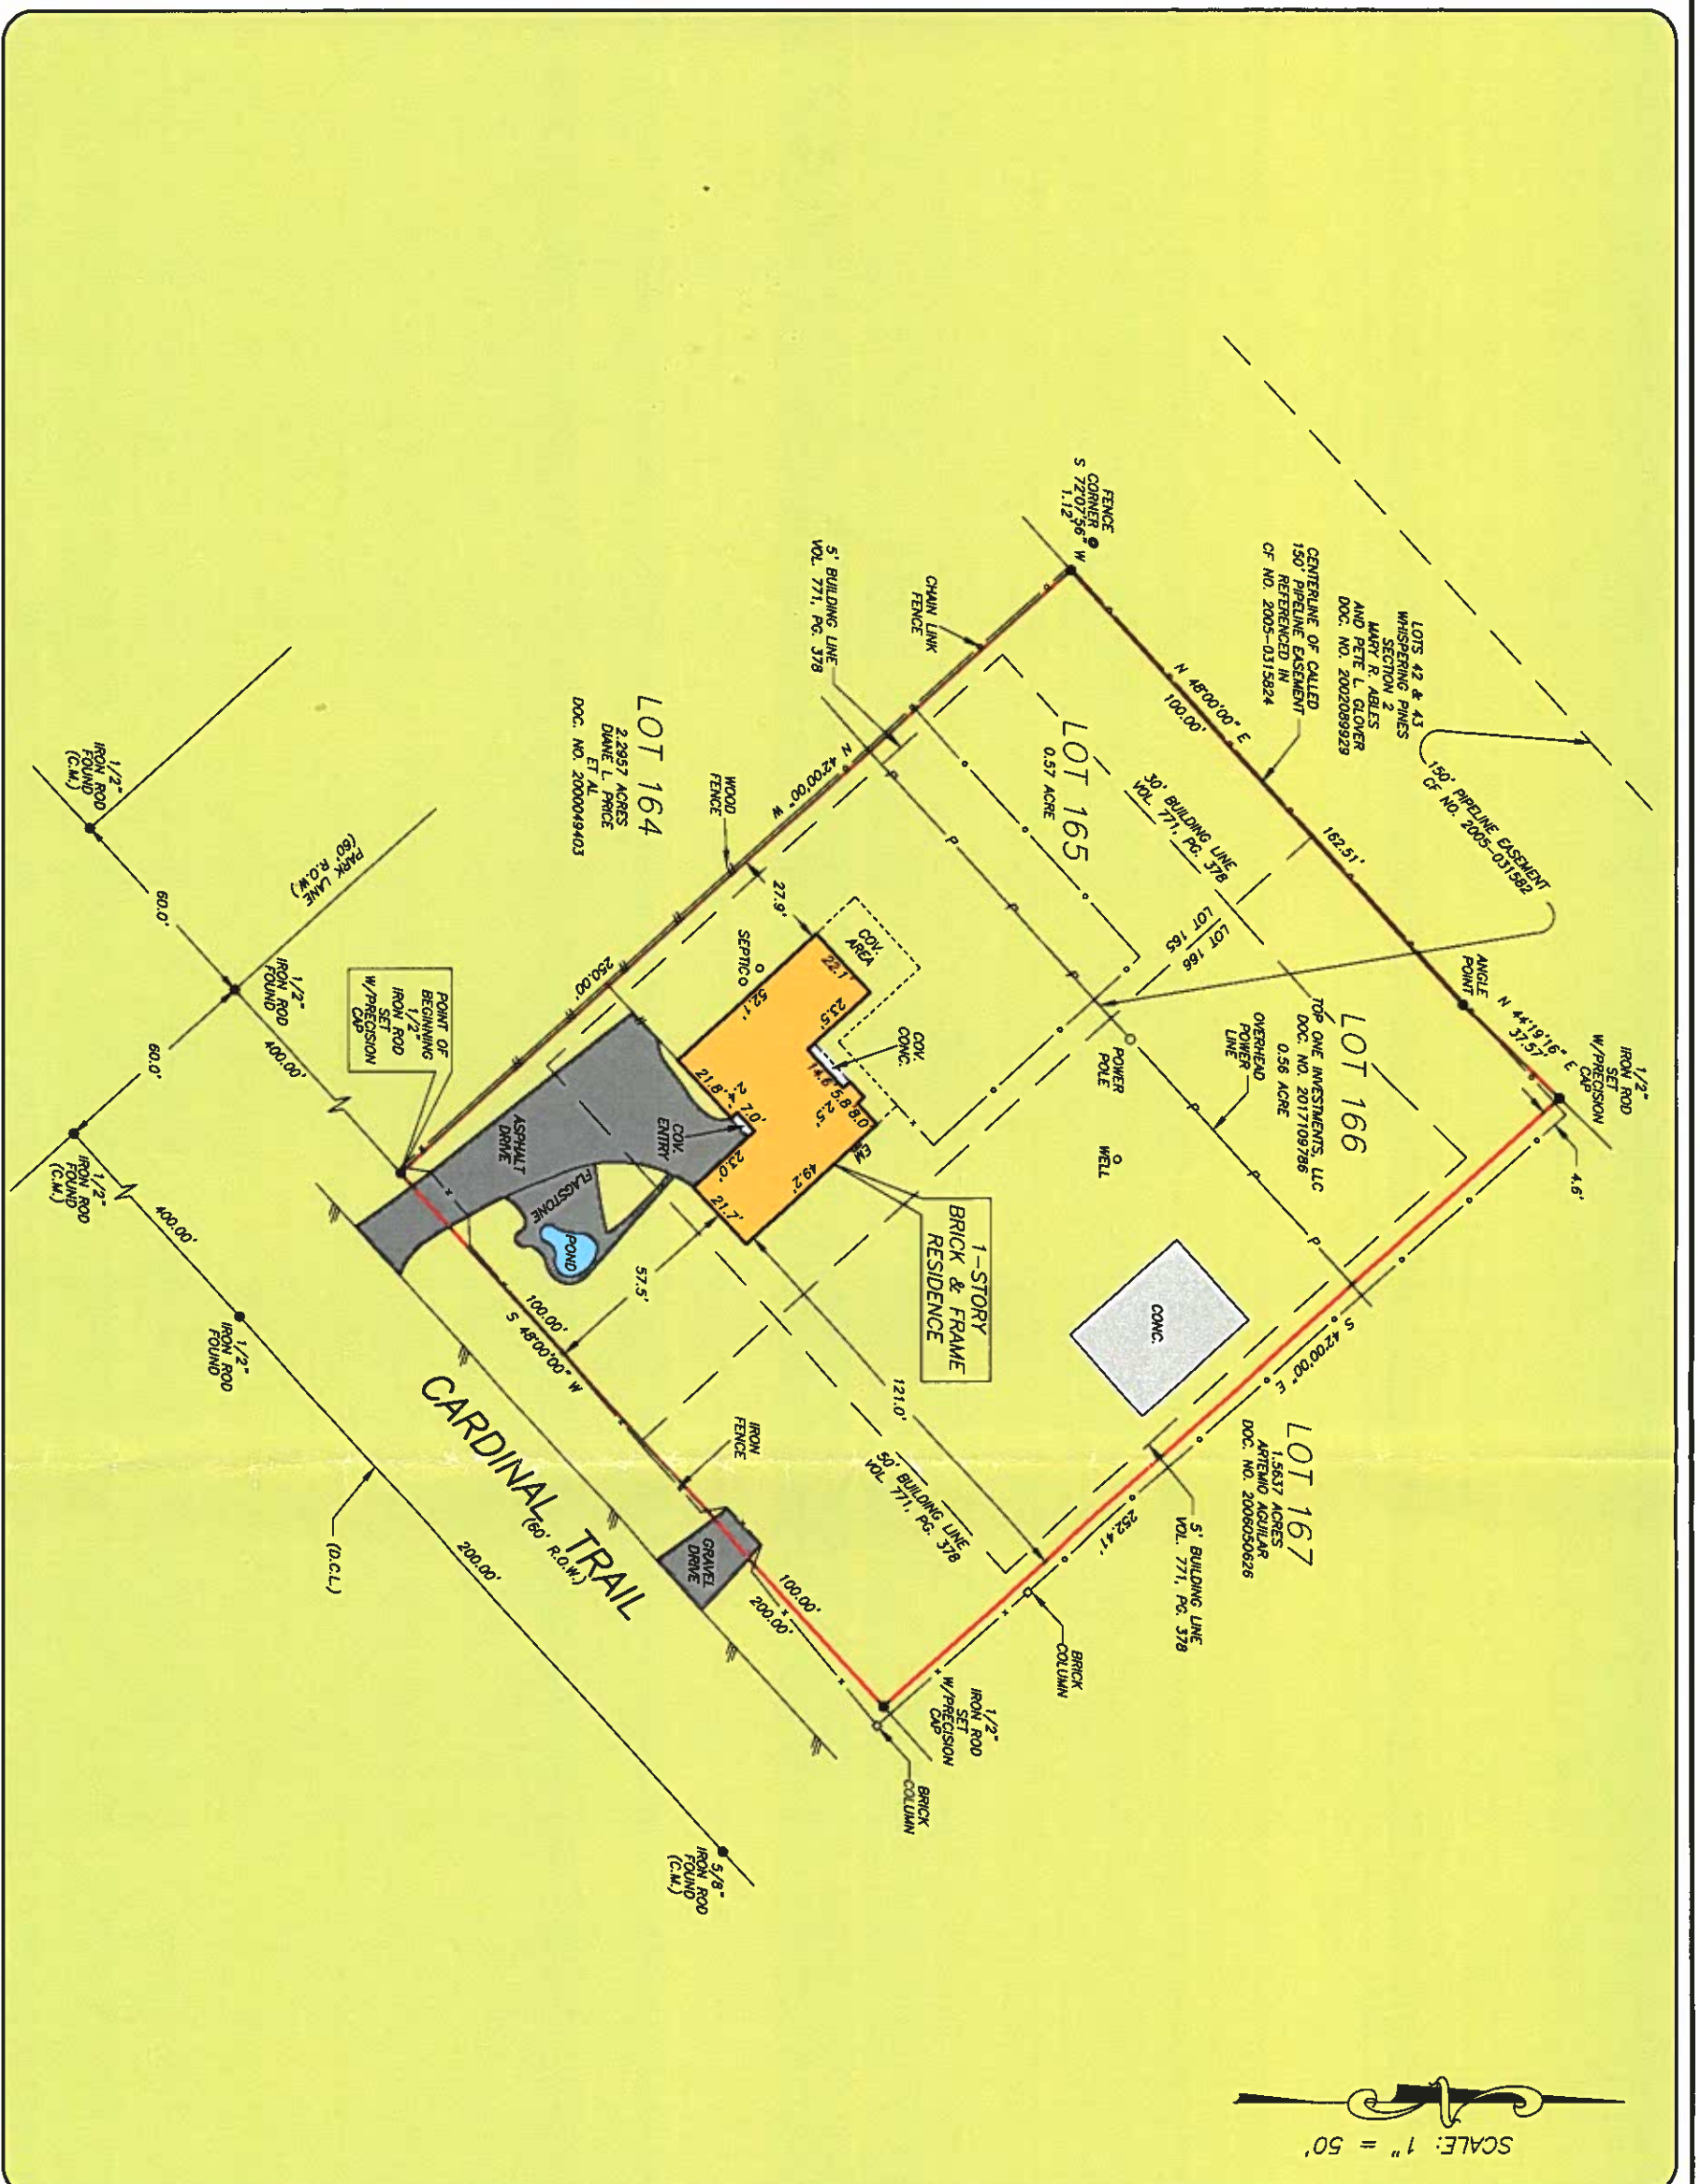 1/2"
IRON ROD
SET
W/PRECISION
CAP
N 44°19'16" E
37.57'
4.6'
ANGLE
POINT
LOTS 42 & 43
WHISPERING PINES
SECTION 2
MARY R. ABLES
AND PETE L. GLOVER
DOC. NO. 2002089929
150' PIPELINE EASEMENT
CF NO. 2005-031582
CENTERLINE OF CALLED
150' PIPELINE EASEMENT
REFERENCED IN
CF NO. 2005-0315824
N 48°00'00" E
100.00'
162.51'
FENCE
CORNER
S 72°07'56" W
1.12'
LOT 166
TOP ONE INVESTMENTS, LLC
DOC. NO. 2017109786
0.56 ACRE
OVERHEAD
POWER
LINE
30' BUILDING LINE
VOL. 771, PG. 378
LOT 166
LOT 165
LOT 165
0.57 ACRE
POWER
POLE
WELL
CONC.
S 42°00'00" E
252.41'
LOT 167
1.5637 ACRES
ARTEMIO AGUILAR
DOC. NO. 2006050626
5' BUILDING LINE
VOL. 771, PG. 378
BRICK
COLUMN
1/2"
IRON ROD
SET
W/PRECISION
CAP
BRICK
COLUMN
CHAIN LINK
FENCE
5' BUILDING LINE
VOL. 771, PG. 378
N 42°00'00" W
250.00'
WOOD
FENCE
LOT 164
2.2957 ACRES
DIANE L. PRICE
ET AL
DOC. NO. 2000049403
27.9'
COV.
AREA
COV.
CONC.
SEPTIC
22.1'
23.5'
14.6'
5.8'
8.0'
2.5'
52.1'
49.2'
EM
21.8'
2.4'
7.0'
23.0'
21.7'
COV.
ENTRY
1-STORY
BRICK & FRAME
RESIDENCE
121.0'
50' BUILDING LINE
VOL. 771, PG. 378
57.5'
ASPHALT
DRIVE
FLAGSTONE
POND
100.00'
S 48°00'00" W
IRON
FENCE
GRAVEL
DRIVE
100.00'
200.00'
POINT OF
BEGINNING
1/2"
IRON ROD
SET
W/PRECISION
CAP
CARDINAL TRAIL
(60' R.O.W.)
400.00'
1/2"
IRON ROD
FOUND
PARK LANE
(60' R.O.W.)
60.0'
1/2"
IRON ROD
FOUND
(C.M.)
60.0'
1/2"
IRON ROD
FOUND
(C.M.)
400.00'
1/2"
IRON ROD
FOUND
200.00'
(D.C.L.)
5/8"
IRON ROD
FOUND
(C.M.)
SCALE: 1" = 50'